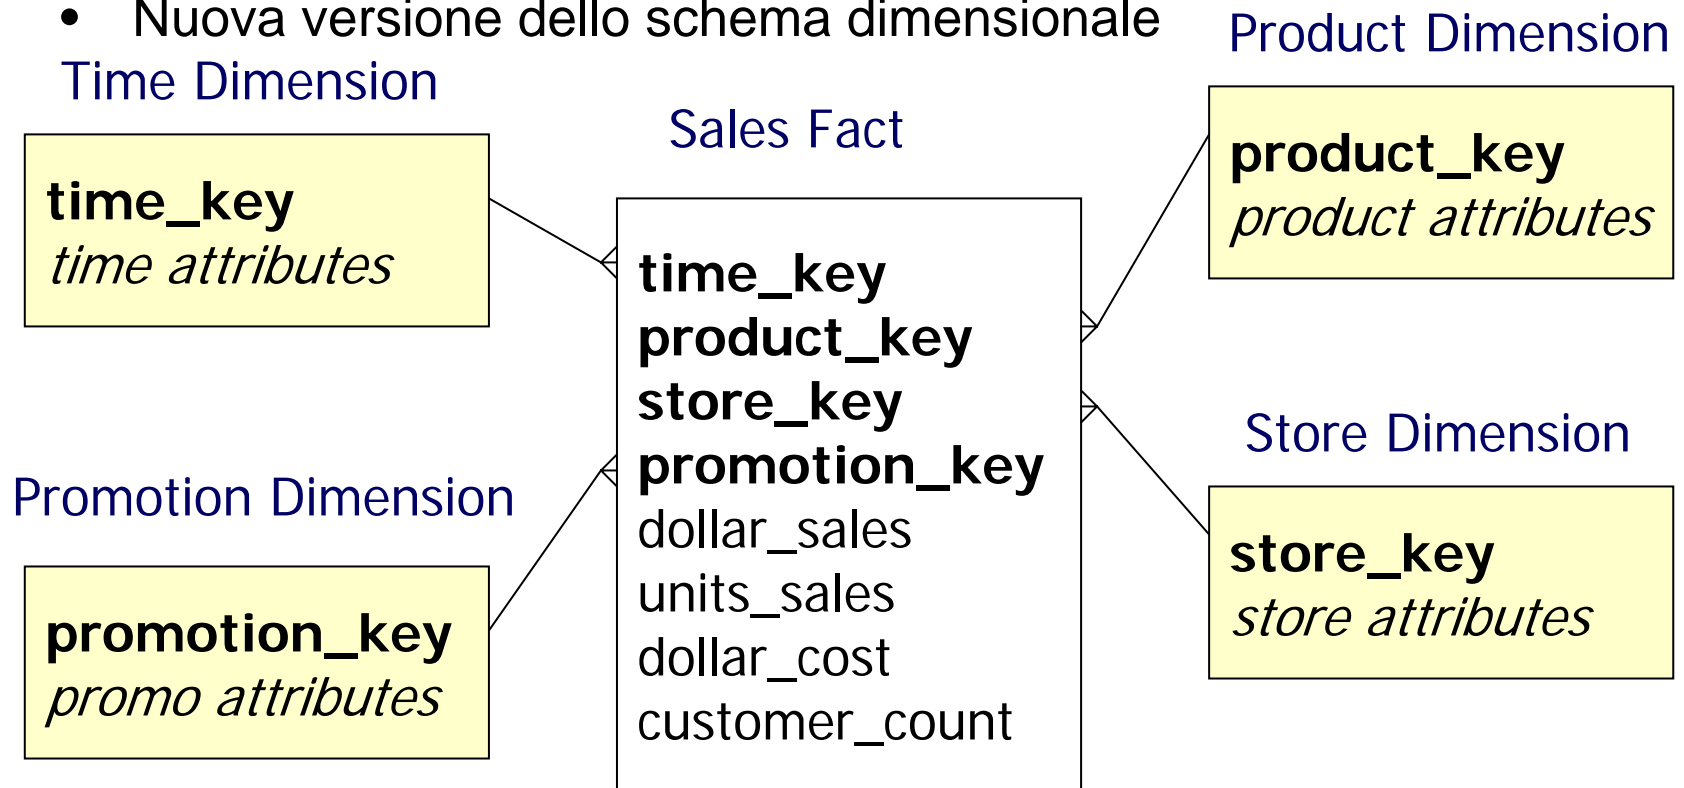 • Nuova versione dello schema dimensionale
Time Dimension
time_key
time attributes
Promotion Dimension
promotion_key
promo attributes
Sales Fact
time_key
product_key
store_key
promotion_key
dollar_sales
units_sales
dollar_cost
customer_count
Product Dimension
product_key
product attributes
Store Dimension
store_key
store attributes